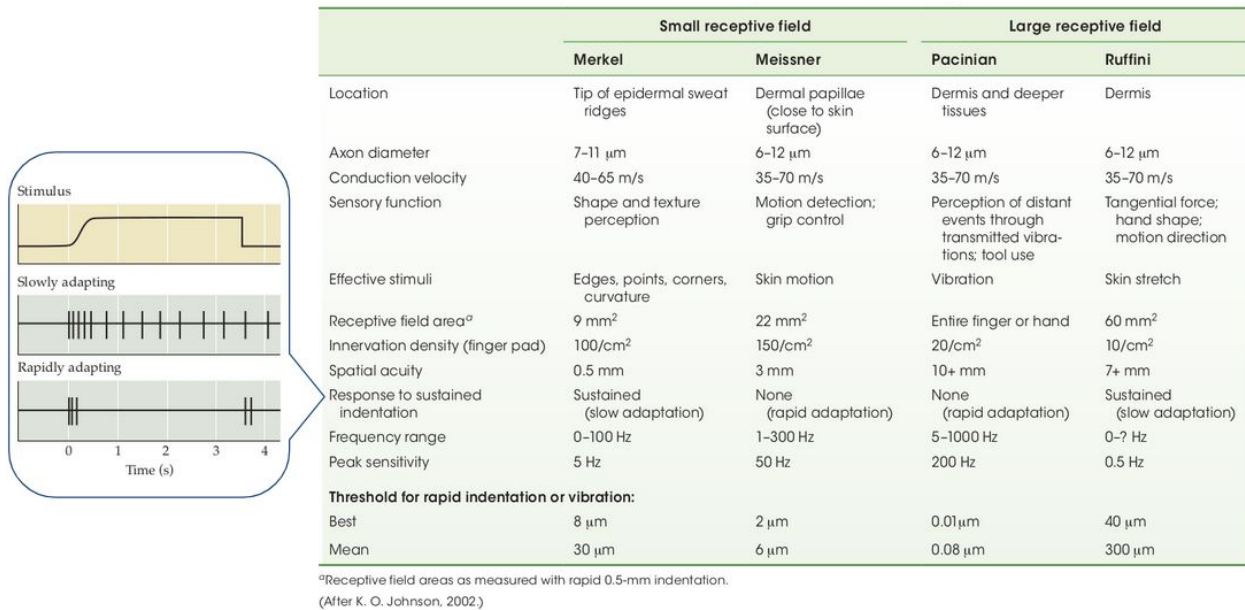 Stimulus
Slowly adapting
Rapidly adapting
0 1 2 3 4
Time (s)
Small receptive field Large receptive field
Merkel Meissner Pacinian Ruffini
Location Tip of epidermal sweat Dermal papillae Dermis and deeper Dermis
ridges (close to skin tissues
surface)
Axon diameter 7–11 μm 6–12 μm 6–12 μm 6–12 μm
Conduction velocity 40–65 m/s 35–70 m/s 35–70 m/s 35–70 m/s
Sensory function Shape and texture Motion detection; Perception of distant Tangential force;
perception grip control events through hand shape;
transmitted vibra- motion direction
tions; tool use
Effective stimuli Edges, points, corners, Skin motion Vibration Skin stretch
curvature
Receptive field areaᵃ 9 mm² 22 mm² Entire finger or hand 60 mm²
Innervation density (finger pad) 100/cm² 150/cm² 20/cm² 10/cm²
Spatial acuity 0.5 mm 3 mm 10+ mm 7+ mm
Response to sustained Sustained None None Sustained
indentation (slow adaptation) (rapid adaptation) (rapid adaptation) (slow adaptation)
Frequency range 0–100 Hz 1–300 Hz 5–1000 Hz 0–? Hz
Peak sensitivity 5 Hz 50 Hz 200 Hz 0.5 Hz
Threshold for rapid indentation or vibration:
Best 8 μm 2 μm 0.01μm 40 μm
Mean 30 μm 6 μm 0.08 μm 300 μm
ᵃReceptive field areas as measured with rapid 0.5-mm indentation.
(After K. O. Johnson, 2002.)